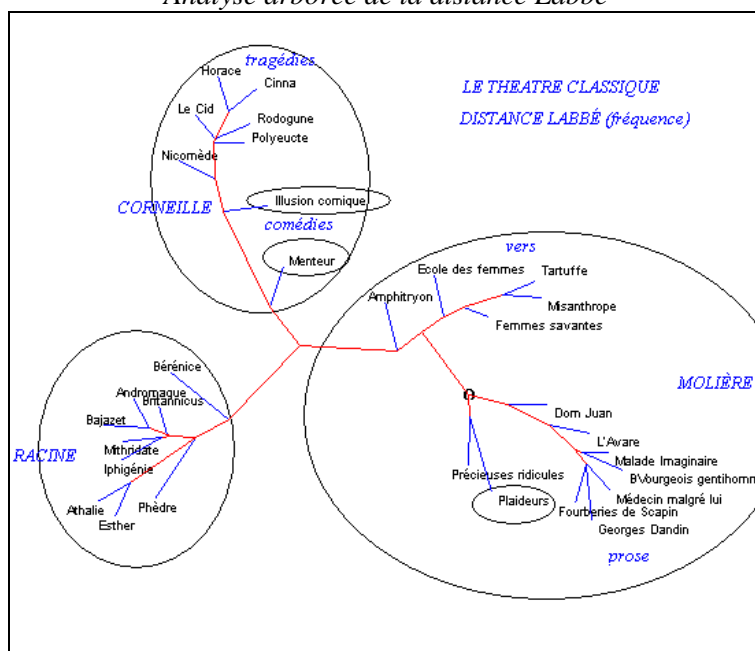 Analyse arborée de la distance Labbé
tragédies
Horace
Cinna
LE THEATRE CLASSIQUE
Le Cid
DISTANCE LABBÉ (fréquence)
Rodogune
Polyeucte
Nicomède
CORNEILLE
Illusion comique
comédies
Menteur
vers
Ecole des femmes
Tartuffe
Amphitryon
Misanthrope
Femmes savantes
Bérénice
MOLIÈRE
Andromaque
Britannicus
Bajazet
Dom Juan
RACINE
Mithridate
L'Avare
Iphigénie
Malade Imaginaire
Précieuses ridicules
B\/ourgeois gentilhomm
Athalie
Phèdre
Plaideurs
Médecin malgré lui
Esther
Fourberies de Scapin
Georges Dandin
prose